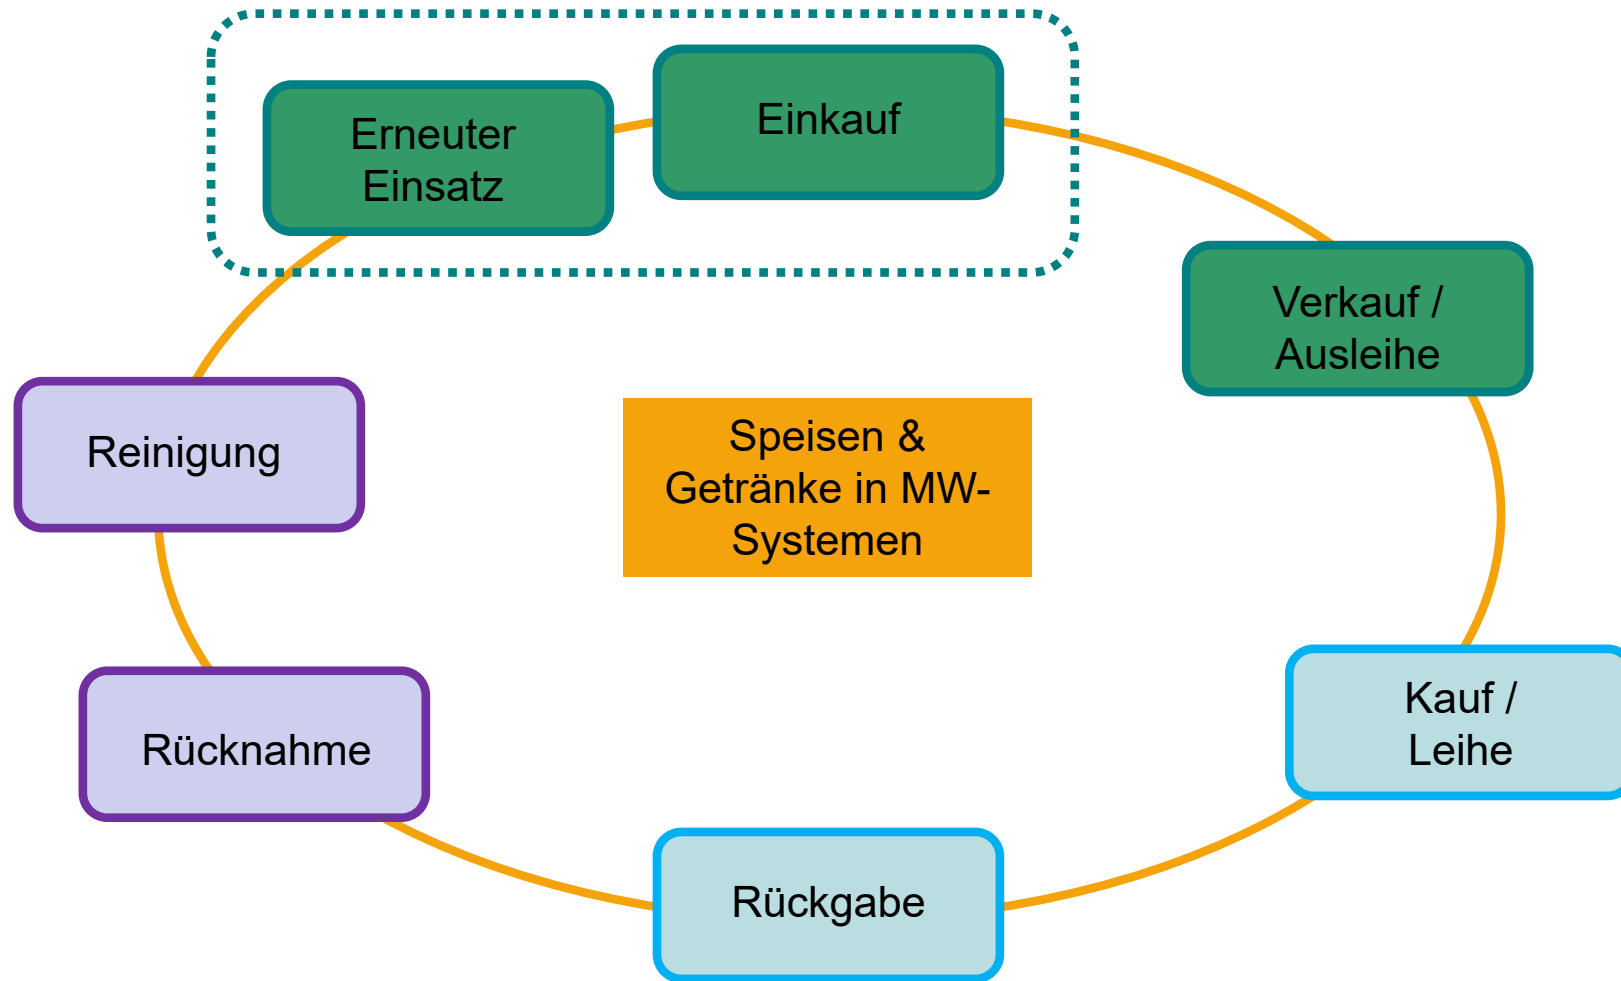 Erneuter
Einsatz
Einkauf
Verkauf /
Ausleihe
Reinigung
Speisen &
Getränke in MW-
Systemen
Kauf /
Leihe
Rücknahme
Rückgabe